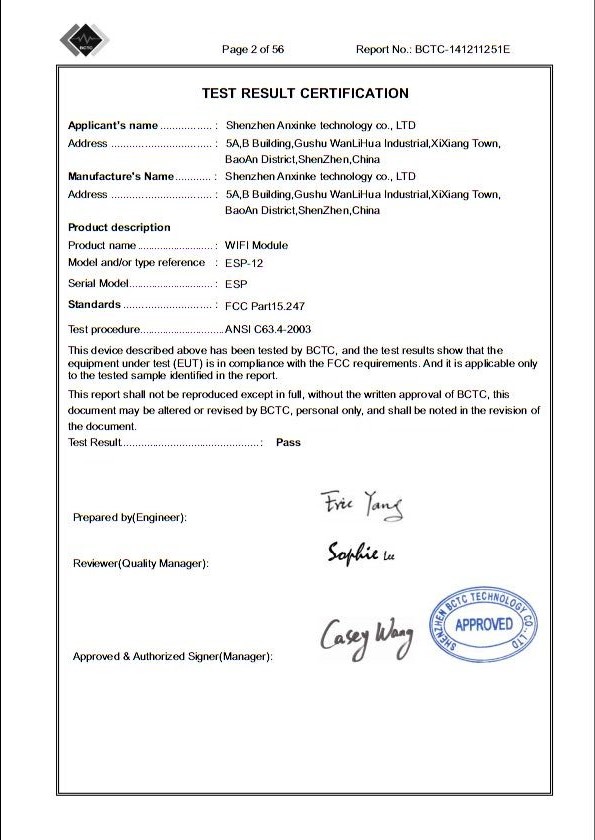 BCTC
Page 2 of 56 Report No.: BCTC-141211251E
TEST RESULT CERTIFICATION
Applicant's name ................. : Shenzhen Anxinke technology co., LTD
Address ................................. : 5A,B Building,Gushu WanLiHua Industrial,XiXiang Town,
BaoAn District,ShenZhen,China
Manufacture's Name............ : Shenzhen Anxinke technology co., LTD
Address ................................. : 5A,B Building,Gushu WanLiHua Industrial,XiXiang Town,
BaoAn District,ShenZhen,China
Product description
Product name ......................... : WIFI Module
Model and/or type reference : ESP-12
Serial Model............................ : ESP
Standards ............................. : FCC Part15.247
Test procedure............................ANSI C63.4-2003
This device described above has been tested by BCTC, and the test results show that the
equipment under test (EUT) is in compliance with the FCC requirements. And it is applicable only
to the tested sample identified in the report.
This report shall not be reproduced except in full, without the written approval of BCTC, this
document may be altered or revised by BCTC, personal only, and shall be noted in the revision of
the document.
Test Result.............................................. : Pass
Prepared by(Engineer): Eric Yang
Reviewer(Quality Manager): Sophie Lee
Approved & Authorized Signer(Manager): Casey Wang
SHENZHEN BCTC TECHNOLOGY CO., LTD
APPROVED